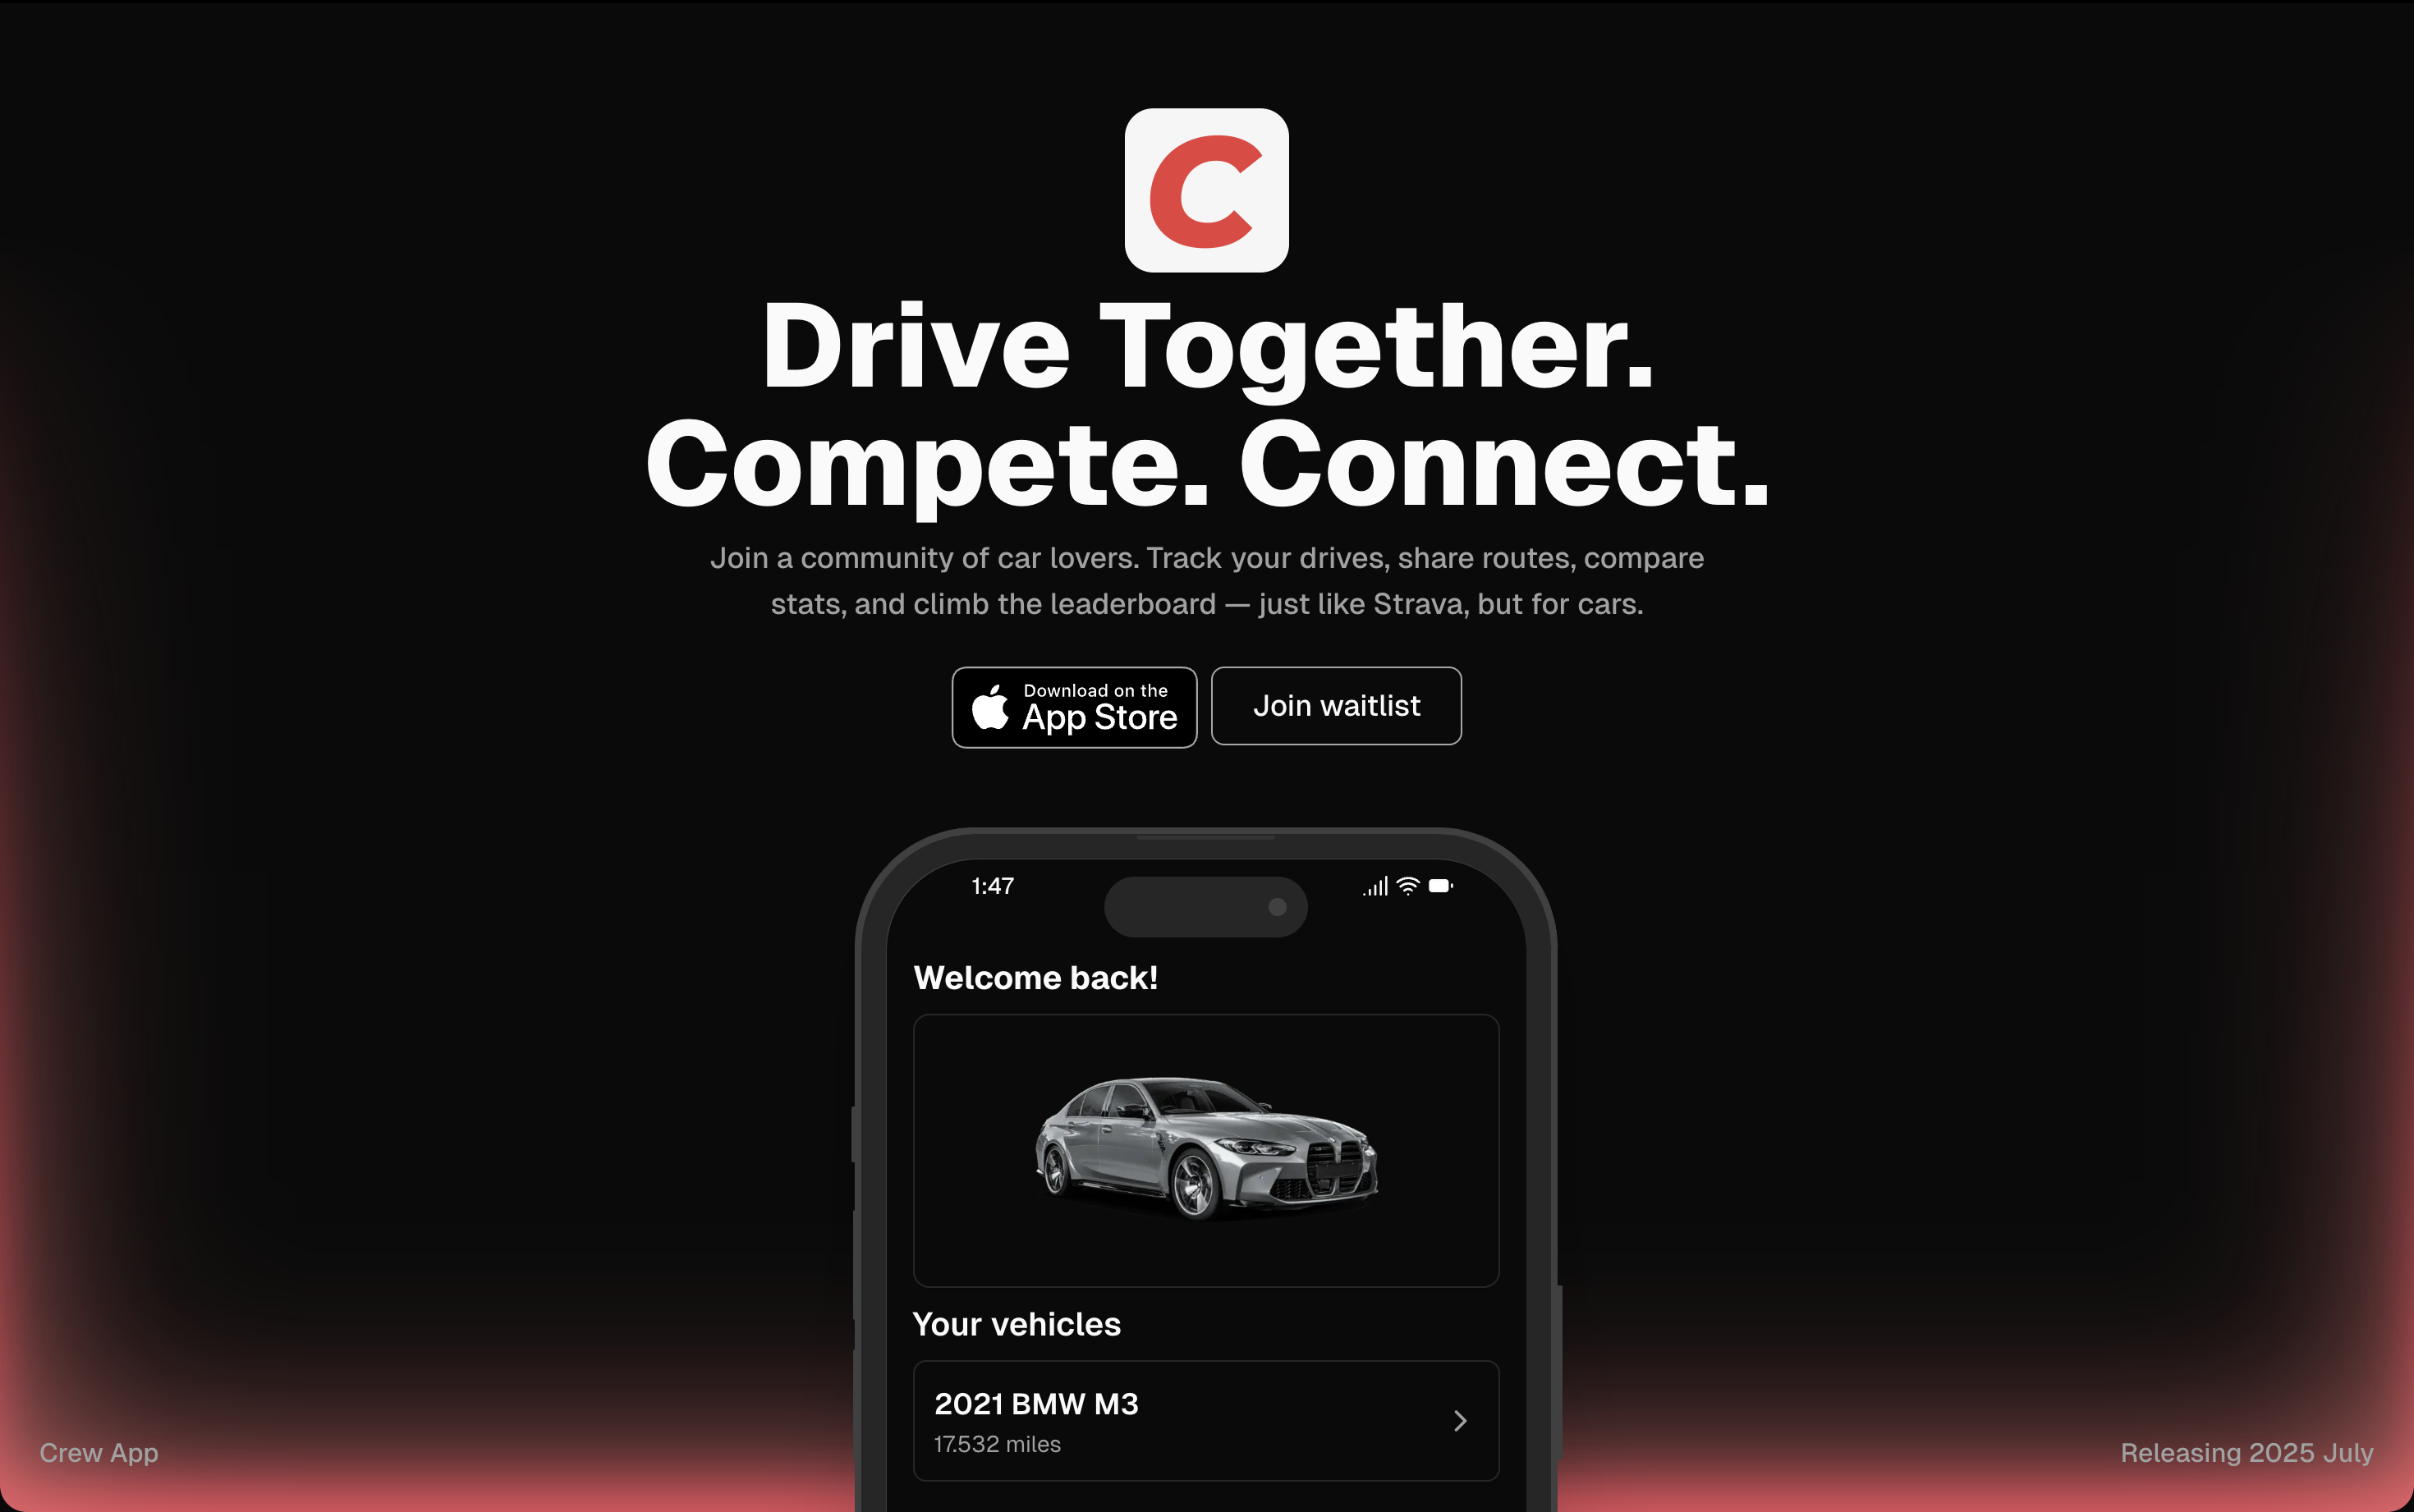 C
Drive Together.
Compete. Connect.
Join a community of car lovers. Track your drives, share routes, compare
stats, and climb the leaderboard — just like Strava, but for cars.
Download on the
App Store
Join waitlist
1:47
Welcome back!
Your vehicles
2021 BMW M3
17.532 miles
Crew App
Releasing 2025 July